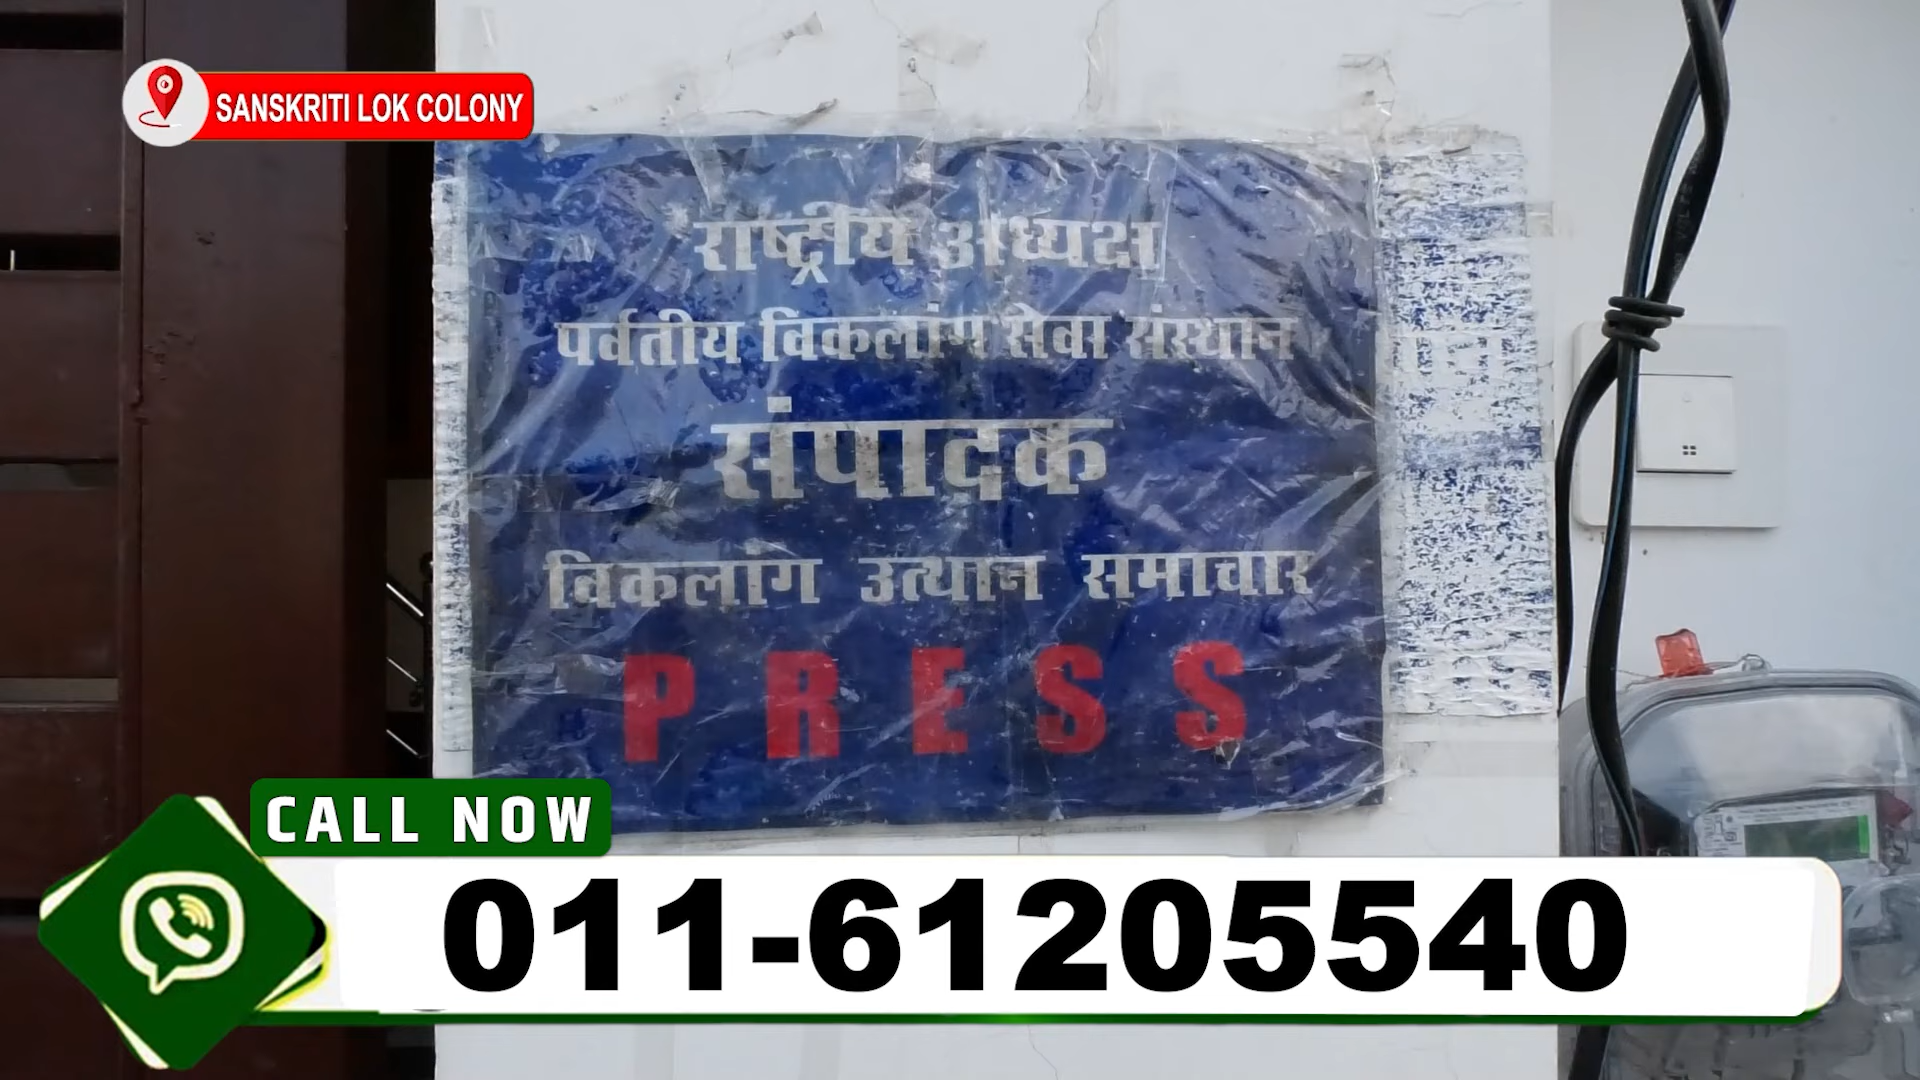 SANSKRITI LOK COLONY
राष्ट्रीय अध्यक्ष
पर्वतीय विकलांग सेवा संस्थान
संपादक
विकलांग उत्थान समाचार
PRESS
CALL NOW
011-61205540